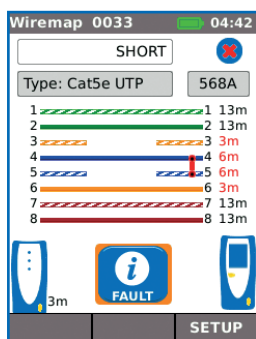 Wiremap 0033 04:42
SHORT
Type: Cat5e UTP 568A
1 1 13m
2 2 13m
3 3 3m
4 4 6m
5 5 6m
6 6 3m
7 7 13m
8 8 13m
3m
i
FAULT
SETUP